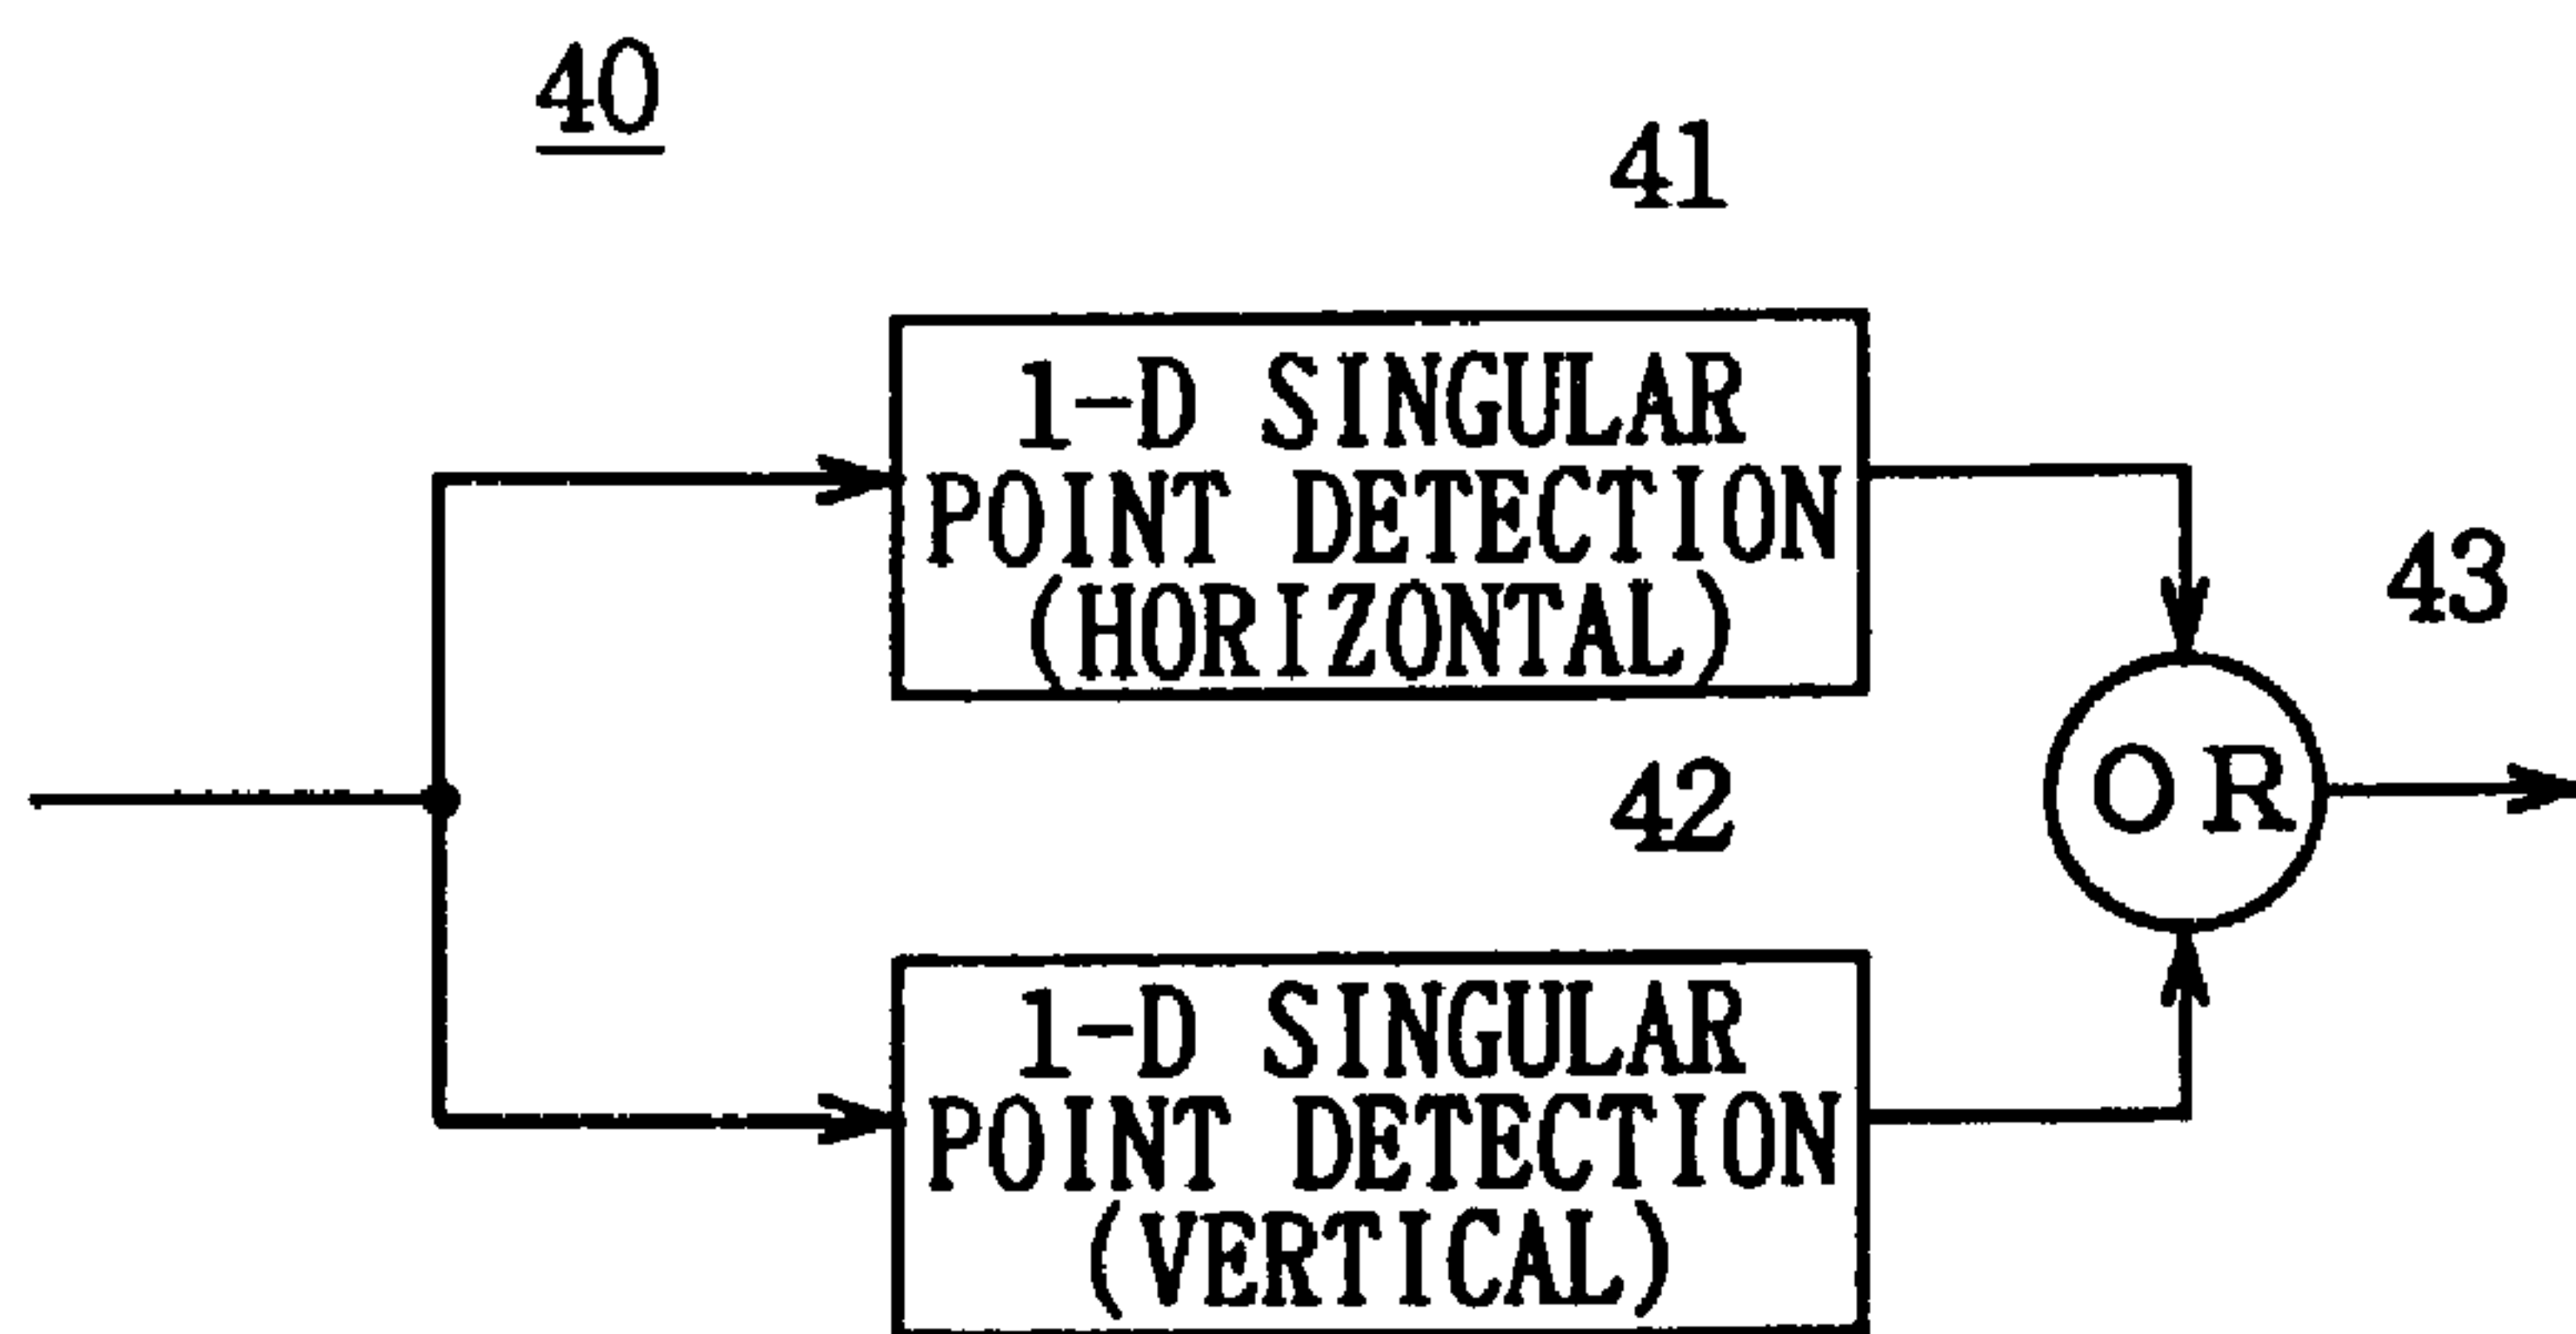 40
41
1-D SINGULAR
POINT DETECTION
(HORIZONTAL)
43
OR
42
1-D SINGULAR
POINT DETECTION
(VERTICAL)